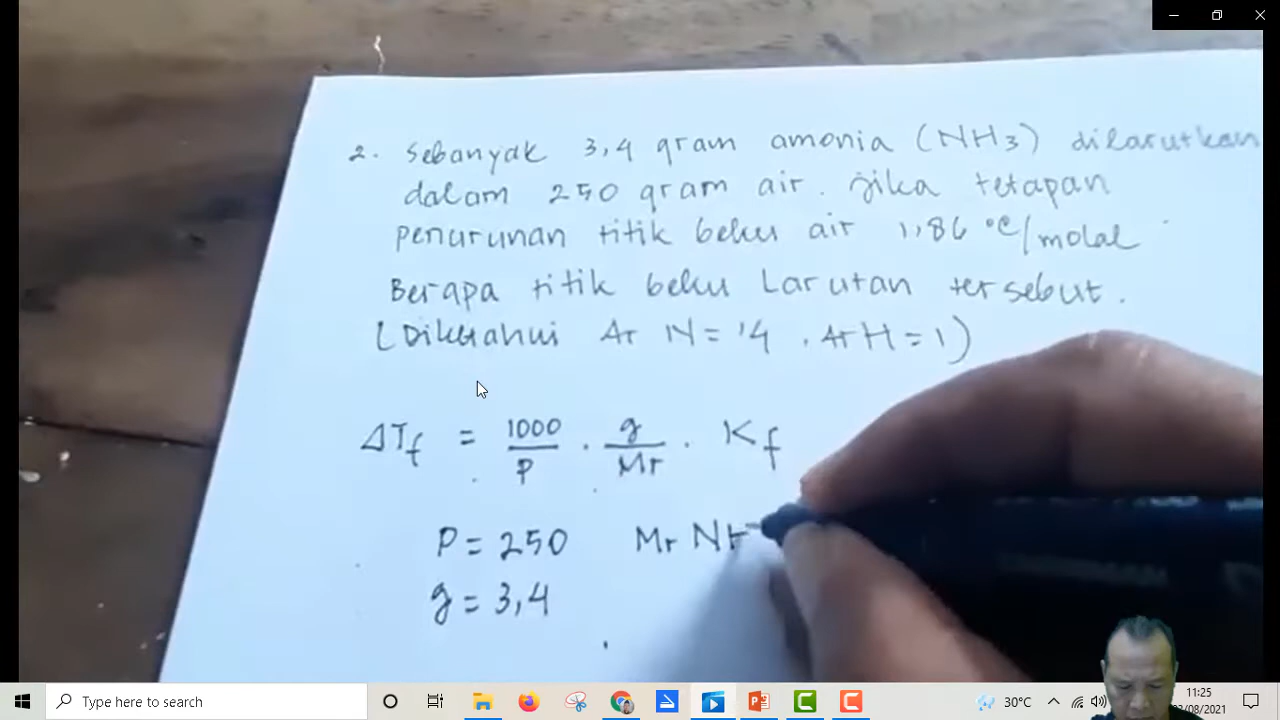 2. Sebanyak 3,4 gram amonia (NH3) dilarutkan
dalam 250 gram air. Jika tetapan
penurunan titik beku air 1,86 °C/molal
Berapa titik beku Larutan tersebut.
(Diketahui Ar N = 14 . Ar H = 1)
ΔTf = 1000/P . g/Mr . Kf
P = 250 Mr NH
g = 3,4
Type here to search
30°C
11:25
/08/2021